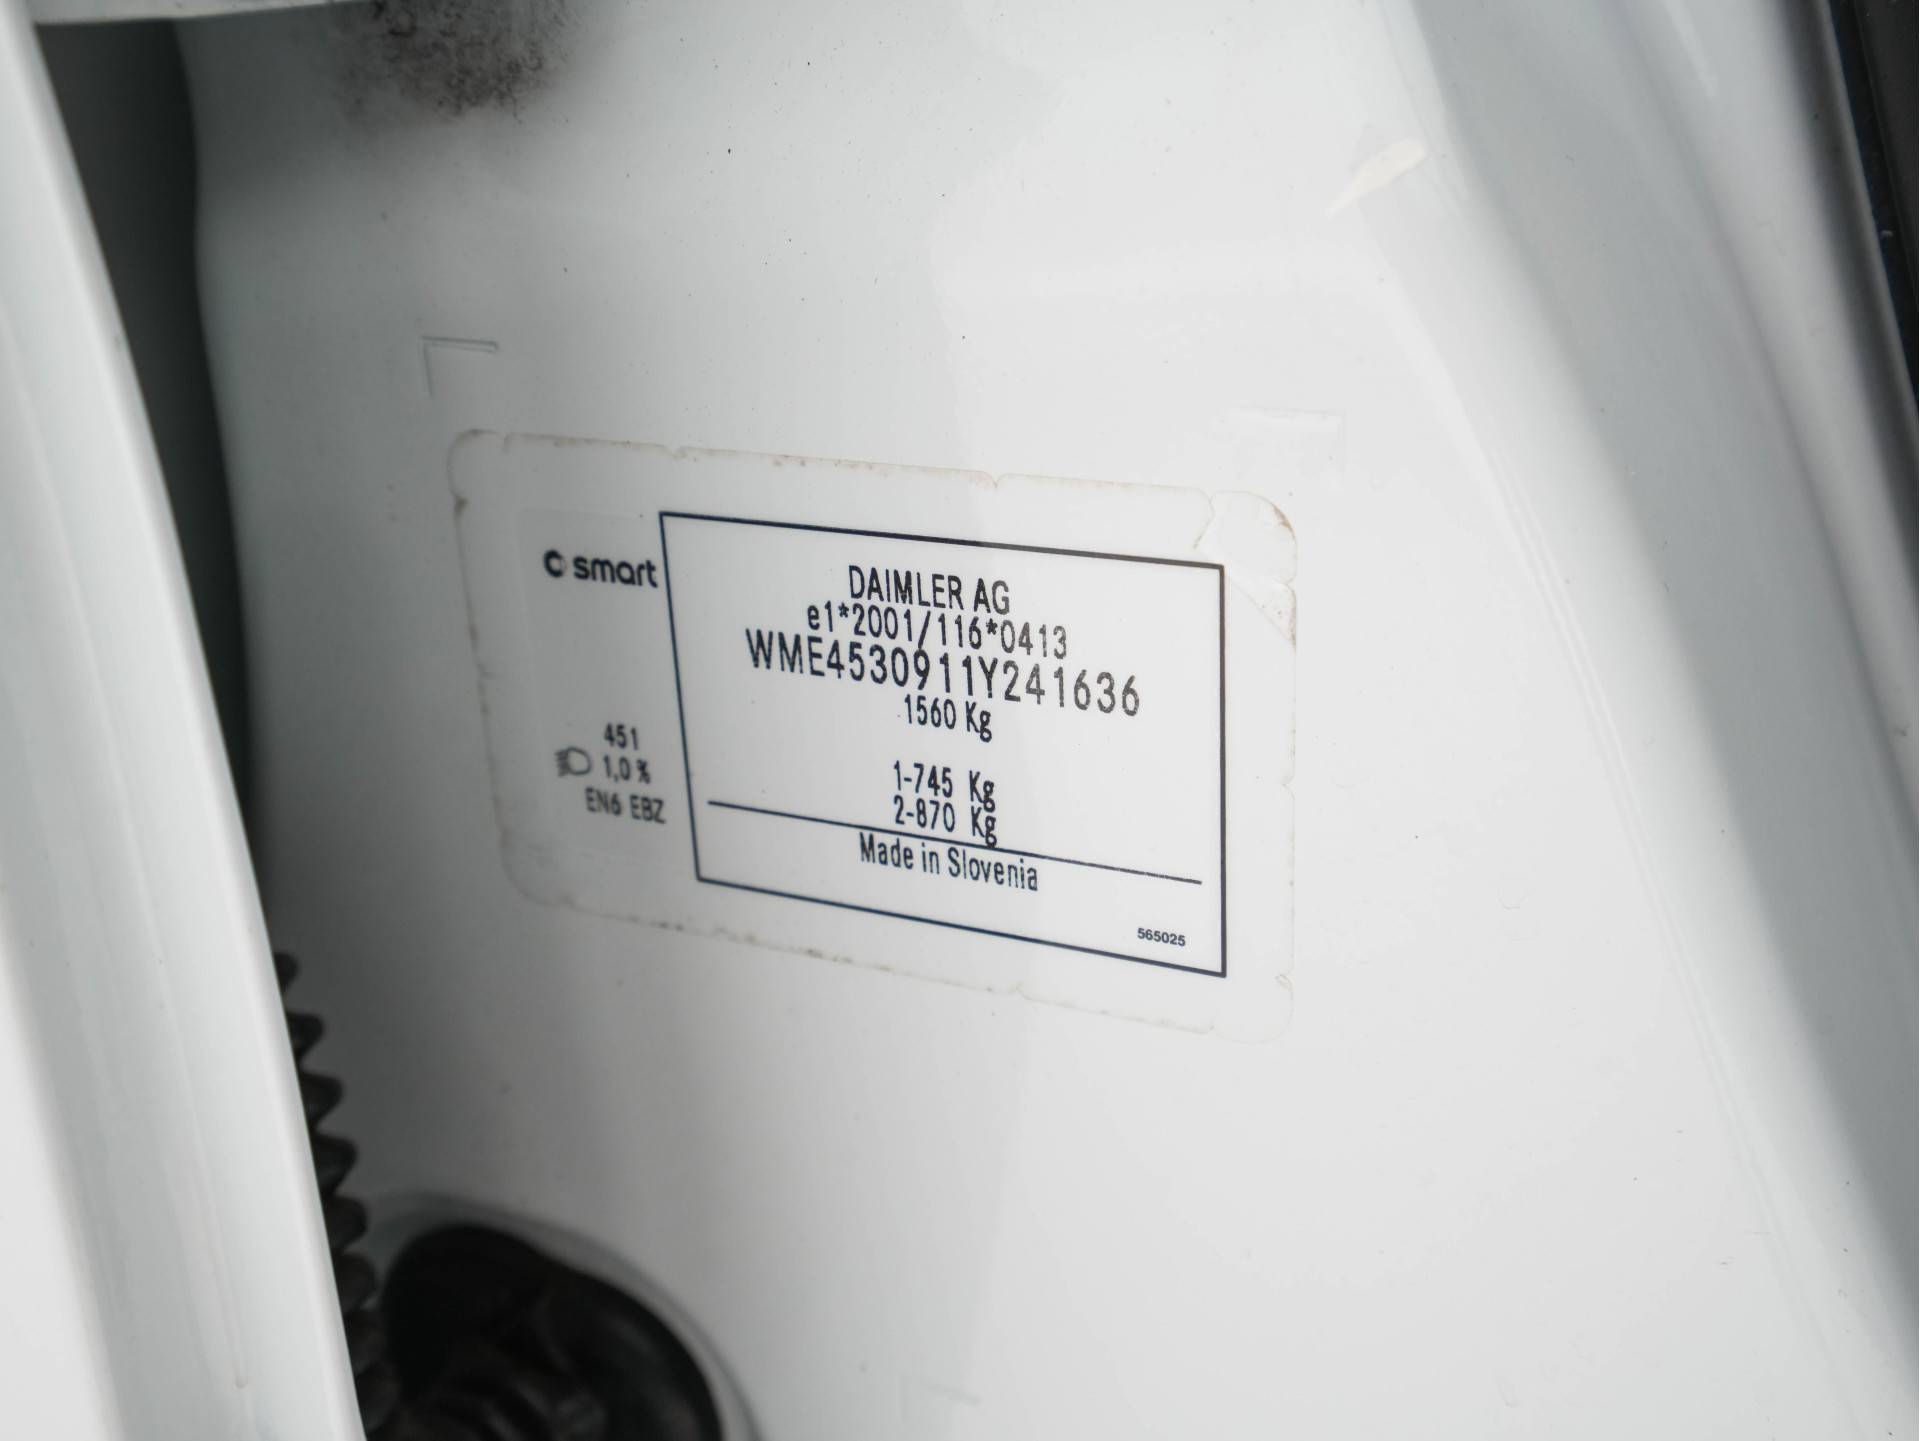 smart
DAIMLER AG
e1*2001/116*0413
WME4530911Y241636
1560 Kg
1-745 Kg
2-870 Kg
Made in Slovenia
565025
451
1,0 %
EN6 EBZ